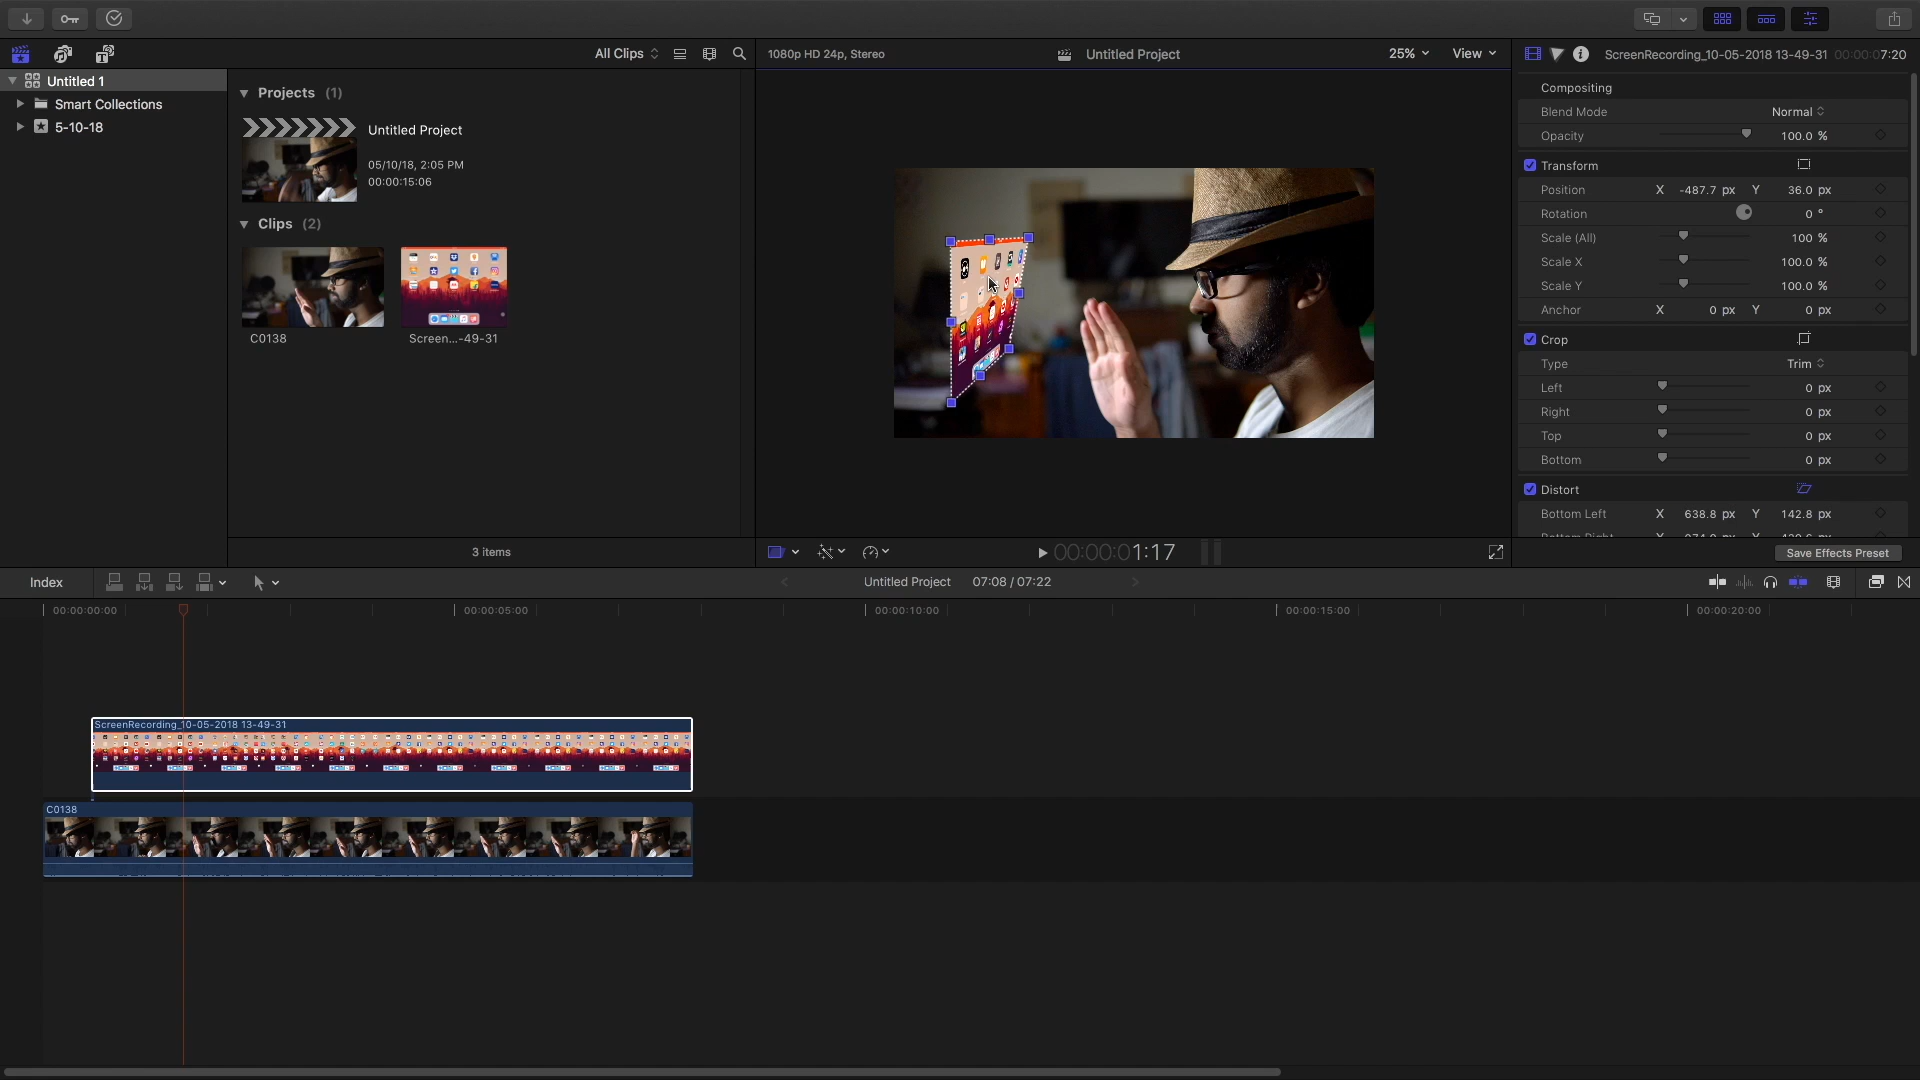 All Clips
1080p HD 24p, Stereo
Untitled Project
25%
View
ScreenRecording_10-05-2018 13-49-31
00:00:07:20
Untitled 1
Smart Collections
5-10-18
Projects (1)
Untitled Project
05/10/18, 2:05 PM
00:00:15:06
Clips (2)
C0138
Screen...-49-31
3 items
Compositing
Blend Mode
Normal
Opacity
100.0 %
Transform
Position X -487.7 px Y 36.0 px
Rotation 0 °
Scale (All) 100 %
Scale X 100.0 %
Scale Y 100.0 %
Anchor X 0 px Y 0 px
Crop
Type Trim
Left 0 px
Right 0 px
Top 0 px
Bottom 0 px
Distort
Bottom Left X 638.8 px Y 142.8 px
Save Effects Preset
00:00:01:17
Index
Untitled Project 07:08 / 07:22
00:00:00:00
00:00:05:00
00:00:10:00
00:00:15:00
00:00:20:00
ScreenRecording_10-05-2018 13-49-31
C0138